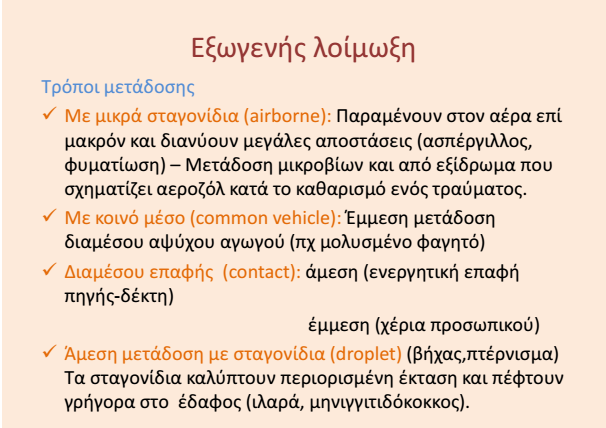 Εξωγενής λοίμωξη
Τρόποι μετάδοσης
✓ Με μικρά σταγονίδια (airborne): Παραμένουν στον αέρα επί
μακρόν και διανύουν μεγάλες αποστάσεις (ασπέργιλλος,
φυματίωση) – Μετάδοση μικροβίων και από εξίδρωμα που
σχηματίζει αεροζόλ κατά το καθαρισμό ενός τραύματος.
✓ Με κοινό μέσο (common vehicle): Έμμεση μετάδοση
διαμέσου αψύχου αγωγού (πχ μολυσμένο φαγητό)
✓ Διαμέσου επαφής (contact): άμεση (ενεργητική επαφή
πηγής-δέκτη)
έμμεση (χέρια προσωπικού)
✓ Άμεση μετάδοση με σταγονίδια (droplet) (βήχας,πτέρνισμα)
Τα σταγονίδια καλύπτουν περιορισμένη έκταση και πέφτουν
γρήγορα στο έδαφος (ιλαρά, μηνιγγιτιδόκοκκος).